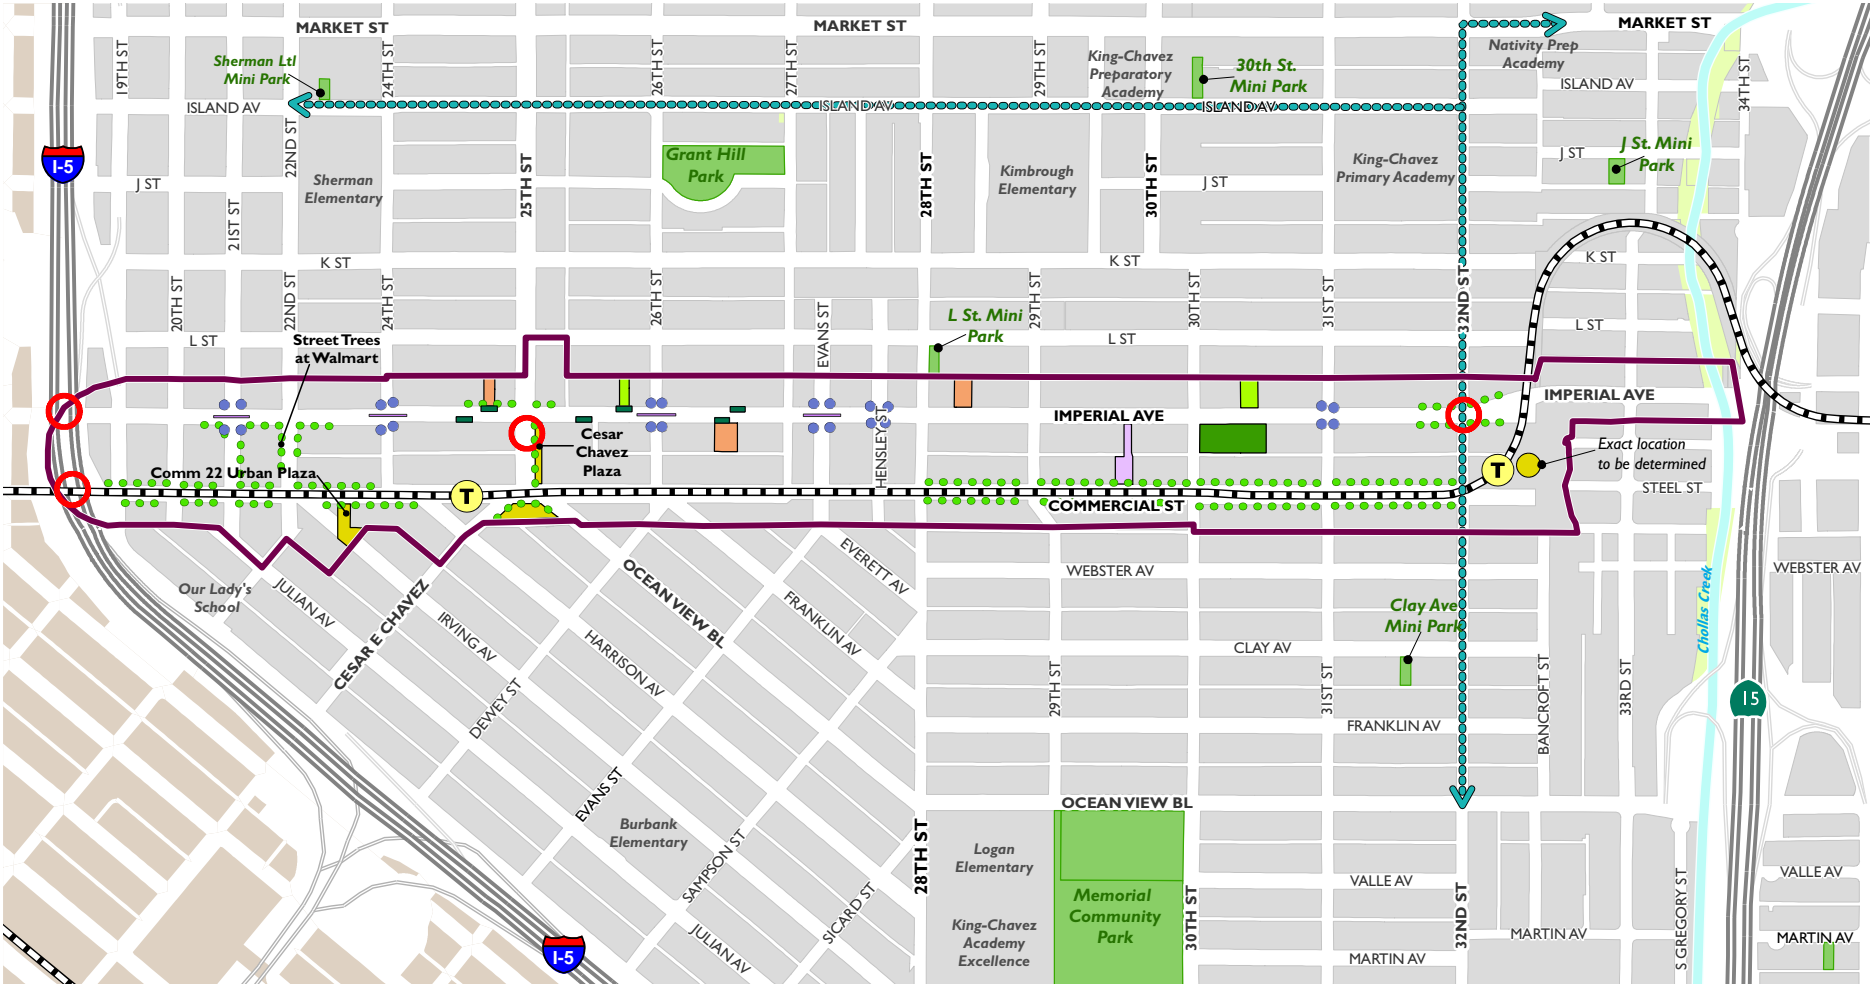 MARKET ST
MARKET ST
MARKET ST
19TH ST
Sherman Ltl
Mini Park
24TH ST
26TH ST
27TH ST
29TH ST
King-Chavez
Preparatory
Academy
30th St.
Mini Park
Nativity Prep
Academy
ISLAND AV
34TH ST
ISLAND AV
ISLAND AV
ISLAND AV
I-5
22ND ST
J ST
21ST ST
Sherman
Elementary
25TH ST
Grant Hill
Park
28TH ST
Kimbrough
Elementary
30TH ST
J ST
King-Chavez
Primary Academy
J ST
J St. Mini
Park
K ST
K ST
K ST
20TH ST
22ND ST
24TH ST
26TH ST
EVANS ST
29TH ST
30TH ST
31ST ST
32ND ST
L ST
Street Trees
at Walmart
L St. Mini
Park
L ST
L ST
IMPERIAL AVE
IMPERIAL AVE
HENSLEY ST
Cesar
Chavez
Plaza
Comm 22 Urban Plaza
Exact location
to be determined
T
T
STEEL ST
COMMERCIAL ST
Our Lady's
School
JULIAN AV
CESAR E CHAVEZ
IRVING AV
DEWEY ST
HARRISON AV
OCEAN VIEW BL
EVERETT AV
FRANKLIN AV
WEBSTER AV
WEBSTER AV
Chollas Creek
Clay Ave
Mini Park
CLAY AV
29TH ST
31ST ST
BANCROFT ST
33RD ST
15
FRANKLIN AV
EVANS ST
Burbank
Elementary
SAMPSON ST
SICARD ST
JULIAN AV
I-5
28TH ST
OCEAN VIEW BL
Logan
Elementary
King-Chavez
Academy
Excellence
Memorial
Community
Park
30TH ST
VALLE AV
VALLE AV
32ND ST
MARTIN AV
MARTIN AV
MARTIN AV
S GREGORY ST